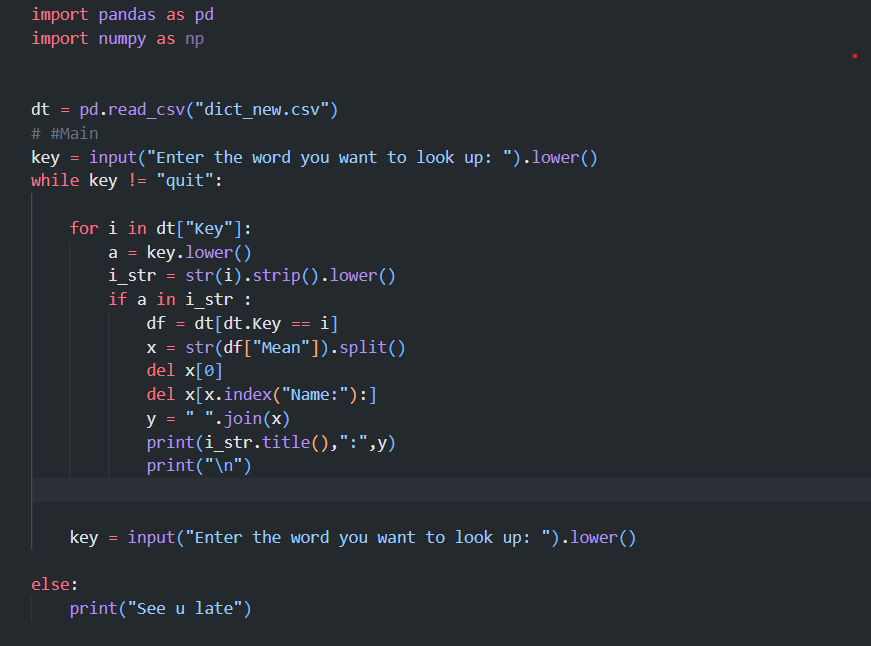 import pandas as pd
import numpy as np
dt = pd.read_csv("dict_new.csv")
# #Main
key = input("Enter the word you want to look up: ").lower()
while key != "quit":
for i in dt["Key"]:
a = key.lower()
i_str = str(i).strip().lower()
if a in i_str :
df = dt[dt.Key == i]
x = str(df["Mean"]).split()
del x[0]
del x[x.index("Name:"):]
y = " ".join(x)
print(i_str.title(),":",y)
print("\n")
key = input("Enter the word you want to look up: ").lower()
else:
print("See u late")